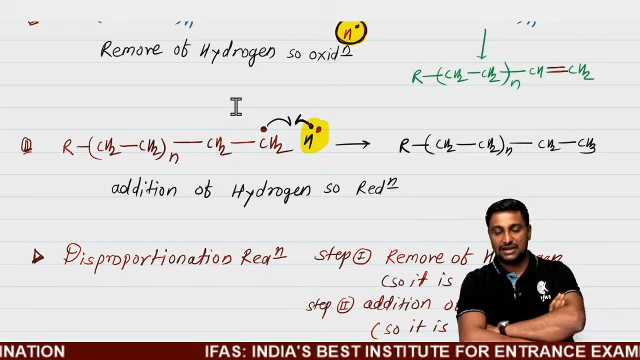 H•
Remove of Hydrogen so oxidⁿ
R-(CH₂-CH₂)ₙ-CH=CH₂
Ⅱ R-(CH₂-CH₂)ₙ-CH₂-CH₂ H• → R-(CH₂-CH₂)ₙ-CH₂-CH₃
addition of Hydrogen so Redⁿ
Disproportionation Reaⁿ
step Ⅰ Remove of
(so it is
step Ⅱ addition
(so it is
IFAS
INATION IFAS: INDIA'S BEST INSTITUTE FOR ENTRANCE EXAM